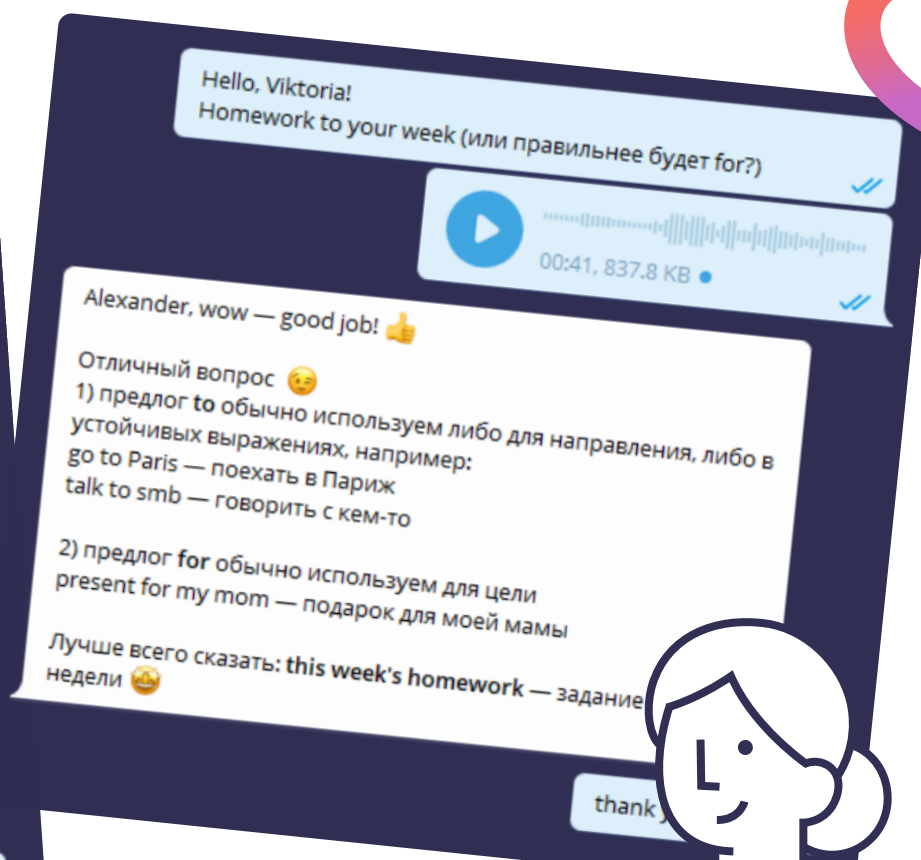 Hello, Viktoria!
Homework to your week (или правильнее будет for?)
00:41, 837.8 KB
Alexander, wow — good job! 👍
Отличный вопрос 😉
1) предлог to обычно используем либо для направления, либо в
устойчивых выражениях, например:
go to Paris — поехать в Париж
talk to smb — говорить с кем-то
2) предлог for обычно используем для цели
present for my mom — подарок для моей мамы
Лучше всего сказать: this week's homework — задание
недели 🤩
thank